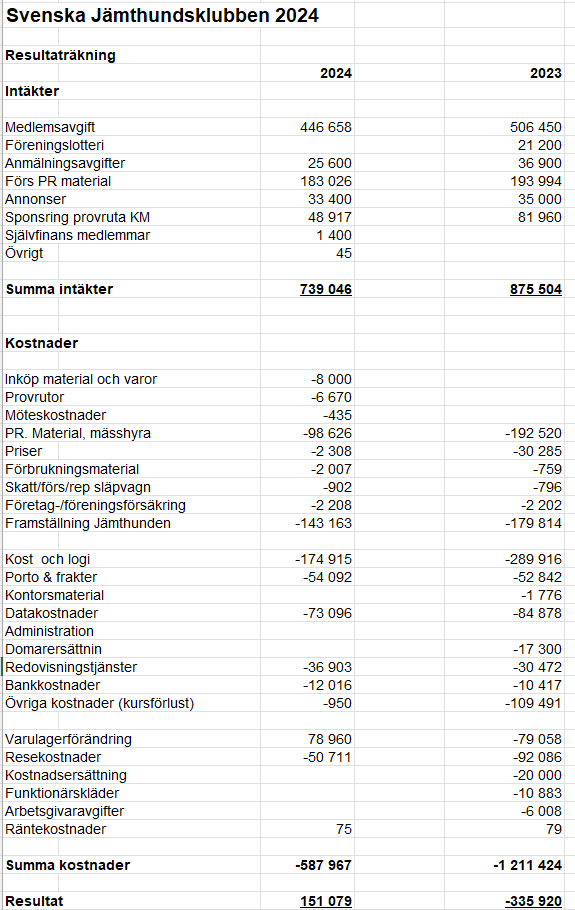 Svenska Jämthundsklubben 2024
Resultaträkning
2024 2023
Intäkter
Medlemsavgift 446 658 506 450
Föreningslotteri 21 200
Anmälningsavgifter 25 600 36 900
Förs PR material 183 026 193 994
Annonser 33 400 35 000
Sponsring provruta KM 48 917 81 960
Självfinans medlemmar 1 400
Övrigt 45
Summa intäkter 739 046 875 504
Kostnader
Inköp material och varor -8 000
Provrutor -6 670
Möteskostnader -435
PR. Material, mässhyra -98 626 -192 520
Priser -2 308 -30 285
Förbrukningsmaterial -2 007 -759
Skatt/förs/rep släpvagn -902 -796
Företag-/föreningsförsäkring -2 208 -2 202
Framställning Jämthunden -143 163 -179 814
Kost och logi -174 915 -289 916
Porto & frakter -54 092 -52 842
Kontorsmaterial -1 776
Datakostnader -73 096 -84 878
Administration
Domarersättnin -17 300
Redovisningstjänster -36 903 -30 472
Bankkostnader -12 016 -10 417
Övriga kostnader (kursförlust) -950 -109 491
Varulagerförändring 78 960 -79 058
Resekostnader -50 711 -92 086
Kostnadsersättning -20 000
Funktionärskläder -10 883
Arbetsgivaravgifter -6 008
Räntekostnader 75 79
Summa kostnader -587 967 -1 211 424
Resultat 151 079 -335 920